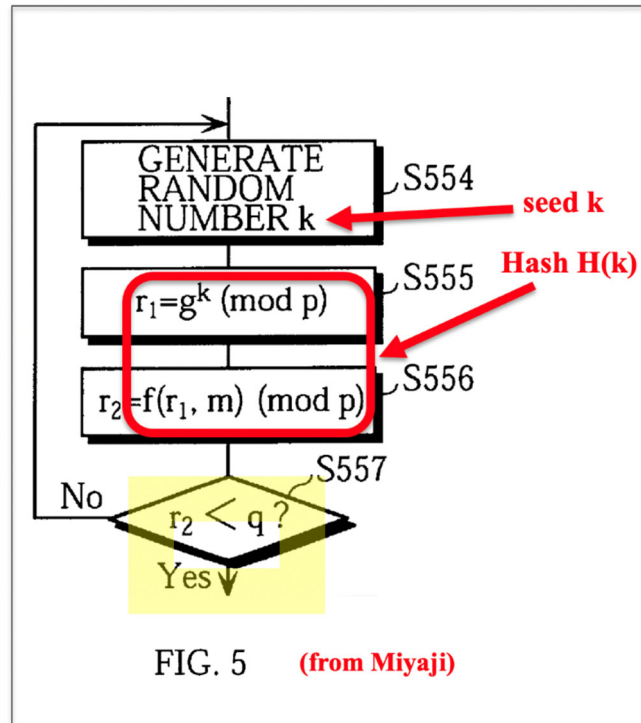 GENERATE
RANDOM
NUMBER k
S554
seed k
Hash H(k)
r₁=gᵏ (mod p)
S555
r₂=f(r₁, m) (mod p)
S556
S557
No
r₂ < q ?
Yes
FIG. 5 (from Miyaji)